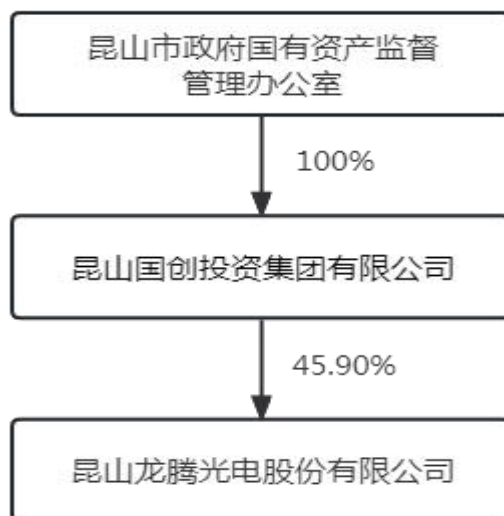 昆山市政府国有资产监督
管理办公室
100%
昆山国创投资集团有限公司
45.90%
昆山龙腾光电股份有限公司